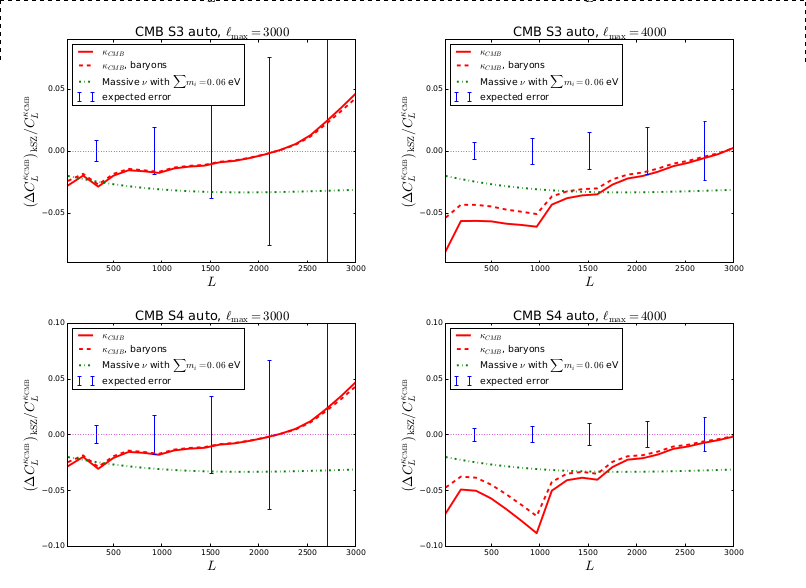 CMB S3 auto, ℓmax = 3000
κCMB
κCMB, baryons
Massive ν with ∑mi = 0.06 eV
expected error
0.05
0.00
−0.05
(ΔC_L^κCMB)kSZ/C_L^κCMB
500 1000 1500 2000 2500 3000
L
CMB S3 auto, ℓmax = 4000
κCMB
κCMB, baryons
Massive ν with ∑mi = 0.06 eV
expected error
0.05
0.00
−0.05
(ΔC_L^κCMB)kSZ/C_L^κCMB
500 1000 1500 2000 2500 3000
L
CMB S4 auto, ℓmax = 3000
κCMB
κCMB, baryons
Massive ν with ∑mi = 0.06 eV
expected error
0.10
0.05
0.00
−0.05
−0.10
(ΔC_L^κCMB)kSZ/C_L^κCMB
500 1000 1500 2000 2500 3000
L
CMB S4 auto, ℓmax = 4000
κCMB
κCMB, baryons
Massive ν with ∑mi = 0.06 eV
expected error
0.10
0.05
0.00
−0.05
−0.10
(ΔC_L^κCMB)kSZ/C_L^κCMB
500 1000 1500 2000 2500 3000
L